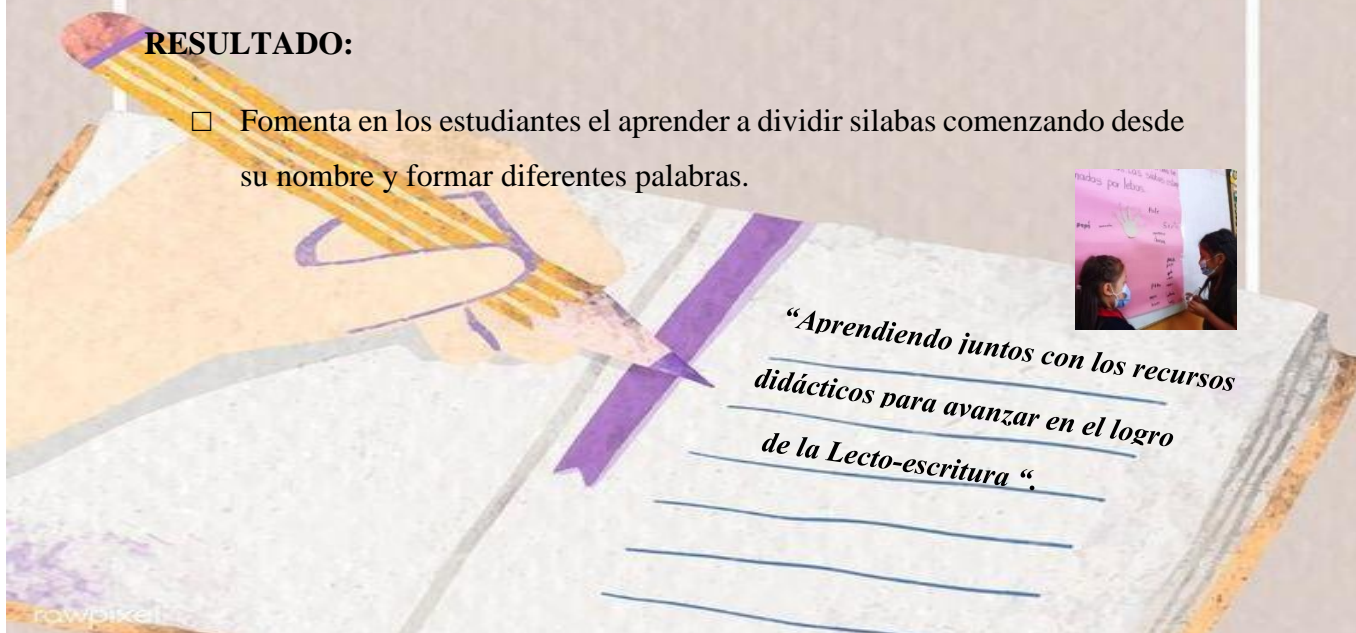 RESULTADO:
□ Fomenta en los estudiantes el aprender a dividir silabas comenzando desde
su nombre y formar diferentes palabras.
“Aprendiendo juntos con los recursos
didácticos para avanzar en el logro
de la Lecto-escritura “.
rawpixel